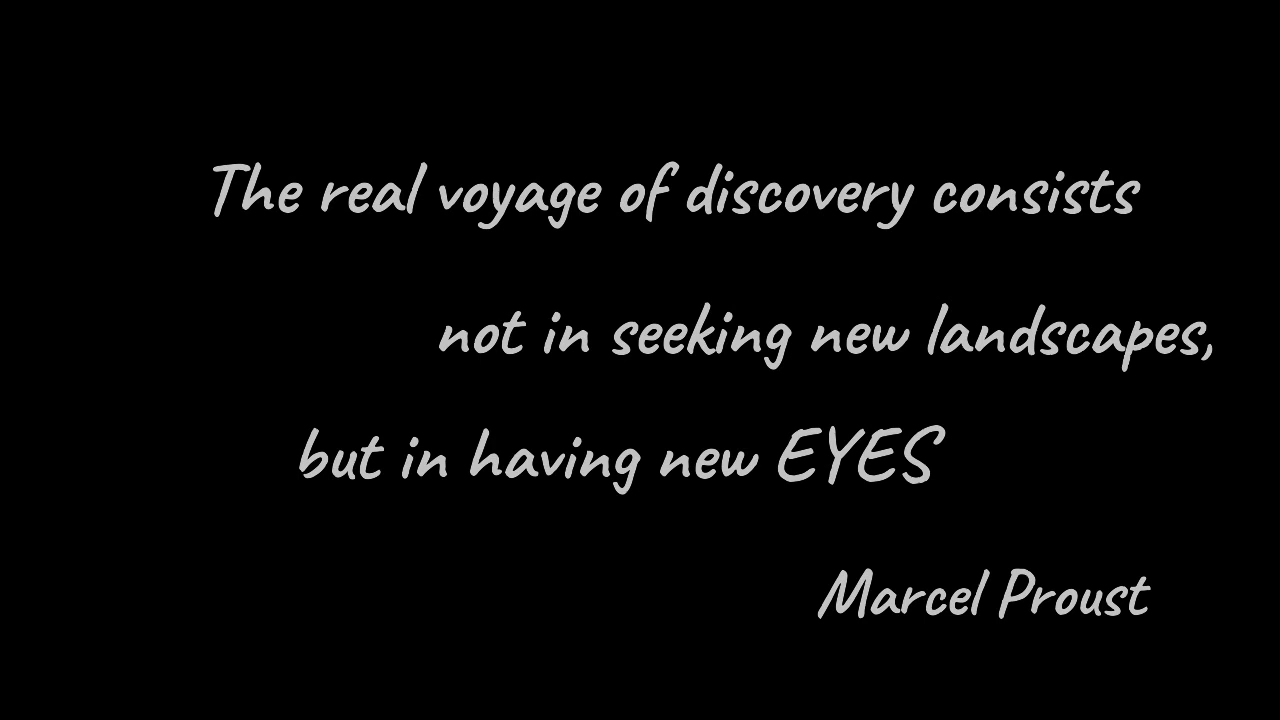 The real voyage of discovery consists
not in seeking new landscapes,
but in having new EYES
Marcel Proust